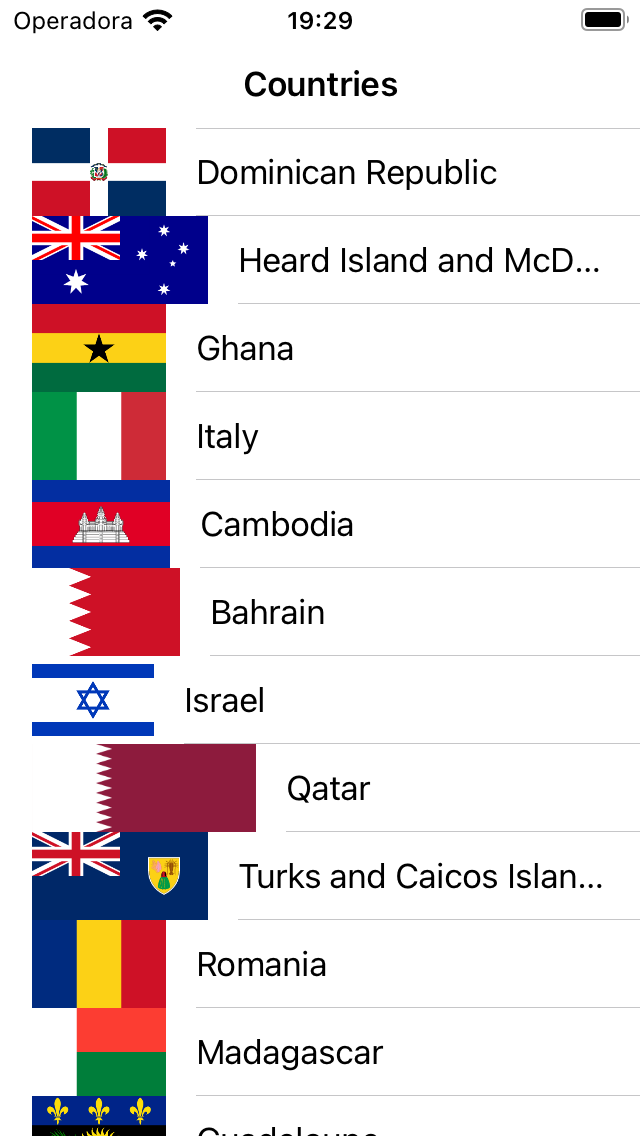 Operadora 19:29
Countries
Dominican Republic
Heard Island and McD...
Ghana
Italy
Cambodia
Bahrain
Israel
Qatar
Turks and Caicos Islan...
Romania
Madagascar
Guadeloupe